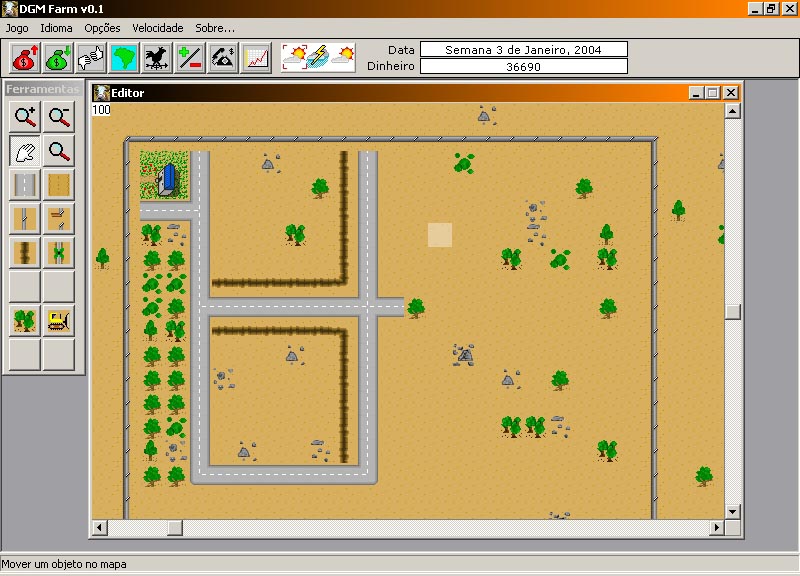 DGM Farm v0.1
Jogo Idioma Opções Velocidade Sobre...
Data Semana 3 de Janeiro, 2004
Dinheiro 36690
Ferramentas
Editor
100
Mover um objeto no mapa